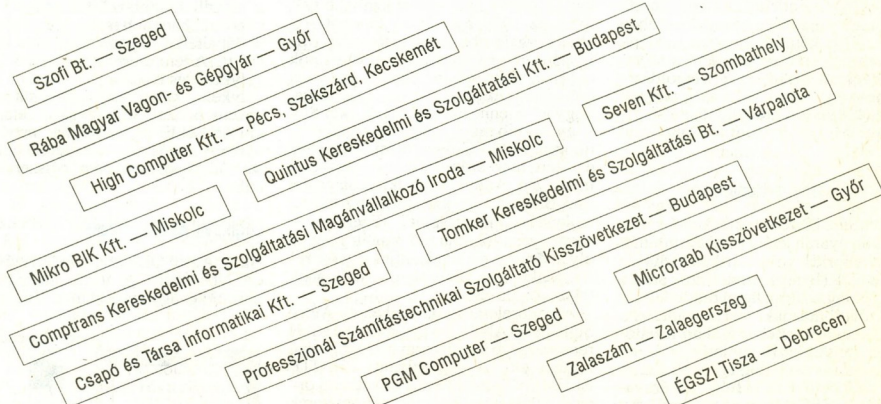 Szofi Bt. — Szeged
Rába Magyar Vagon- és Gépgyár — Győr
High Computer Kft. — Pécs, Szekszárd, Kecskemét
Quintus Kereskedelmi és Szolgáltatási Kft. — Budapest
Seven Kft. — Szombathely
Mikro BIK Kft. — Miskolc
Comptrans Kereskedelmi és Szolgáltatási Magánvállalkozó Iroda — Miskolc
Tomker Kereskedelmi és Szolgáltatási Bt. — Várpalota
Csapó és Társa Informatikai Kft. — Szeged
Professzionál Számítástechnikai Szolgáltató Kisszövetkezet — Budapest
Microraab Kisszövetkezet — Győr
PGM Computer — Szeged
Zalaszám — Zalaegerszeg
ÉGSZI Tisza — Debrecen